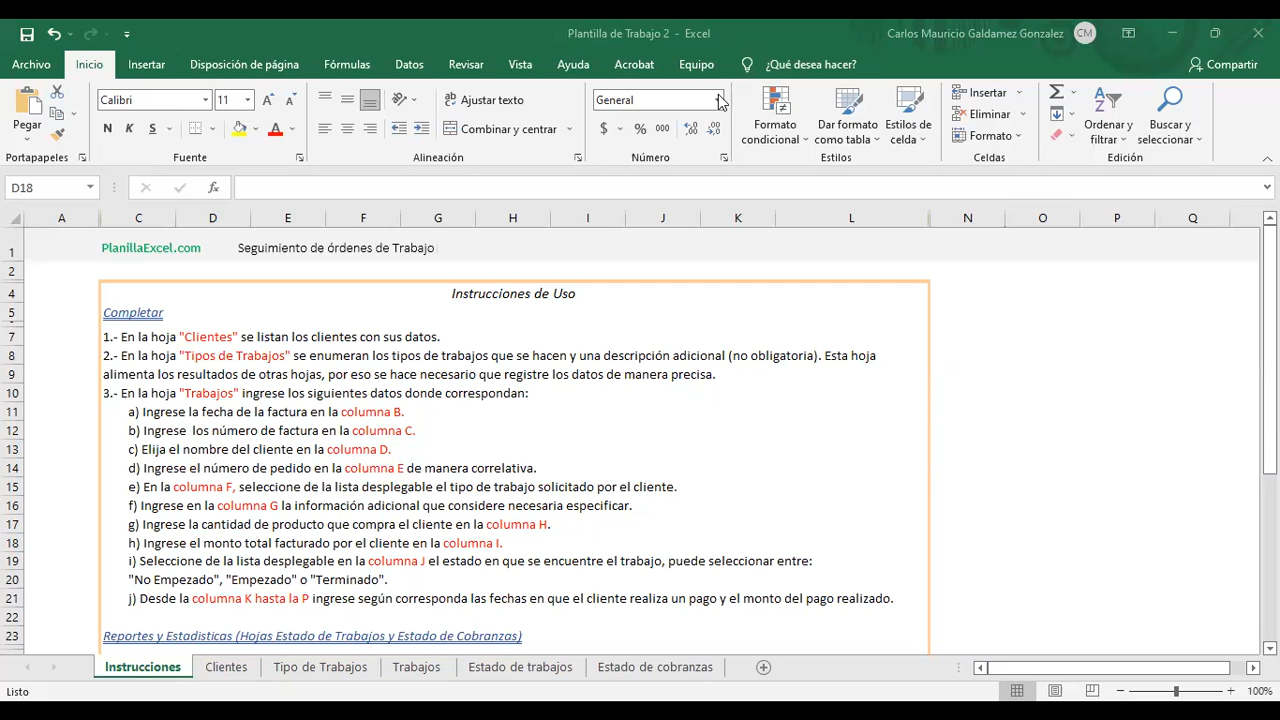 Plantilla de Trabajo 2 - Excel
Carlos Mauricio Galdamez Gonzalez
CM
Archivo Inicio Insertar Disposición de página Fórmulas Datos Revisar Vista Ayuda Acrobat Equipo ¿Qué desea hacer? Compartir
Pegar
Calibri 11
N K S
Ajustar texto
Combinar y centrar
General
$ % 000
Formato condicional
Dar formato como tabla
Estilos de celda
Insertar
Eliminar
Formato
Ordenar y filtrar
Buscar y seleccionar
Portapapeles Fuente Alineación Número Estilos Celdas Edición
D18 fx
A C D E F G H I J K L N O P Q
1 PlanillaExcel.com Seguimiento de órdenes de Trabajo
2
4 Instrucciones de Uso
5 Completar
7 1.- En la hoja "Clientes" se listan los clientes con sus datos.
8 2.- En la hoja "Tipos de Trabajos" se enumeran los tipos de trabajos que se hacen y una descripción adicional (no obligatoria). Esta hoja
9 alimenta los resultados de otras hojas, por eso se hace necesario que registre los datos de manera precisa.
10 3.- En la hoja "Trabajos" ingrese los siguientes datos donde correspondan:
11 a) Ingrese la fecha de la factura en la columna B.
12 b) Ingrese los número de factura en la columna C.
13 c) Elija el nombre del cliente en la columna D.
14 d) Ingrese el número de pedido en la columna E de manera correlativa.
15 e) En la columna F, seleccione de la lista desplegable el tipo de trabajo solicitado por el cliente.
16 f) Ingrese en la columna G la información adicional que considere necesaria especificar.
17 g) Ingrese la cantidad de producto que compra el cliente en la columna H.
18 h) Ingrese el monto total facturado por el cliente en la columna I.
19 i) Seleccione de la lista desplegable en la columna J el estado en que se encuentre el trabajo, puede seleccionar entre:
20 "No Empezado", "Empezado" o "Terminado".
21 j) Desde la columna K hasta la P ingrese según corresponda las fechas en que el cliente realiza un pago y el monto del pago realizado.
22
23 Reportes y Estadisticas (Hojas Estado de Trabajos y Estado de Cobranzas)
Instrucciones Clientes Tipo de Trabajos Trabajos Estado de trabajos Estado de cobranzas
Listo 100%